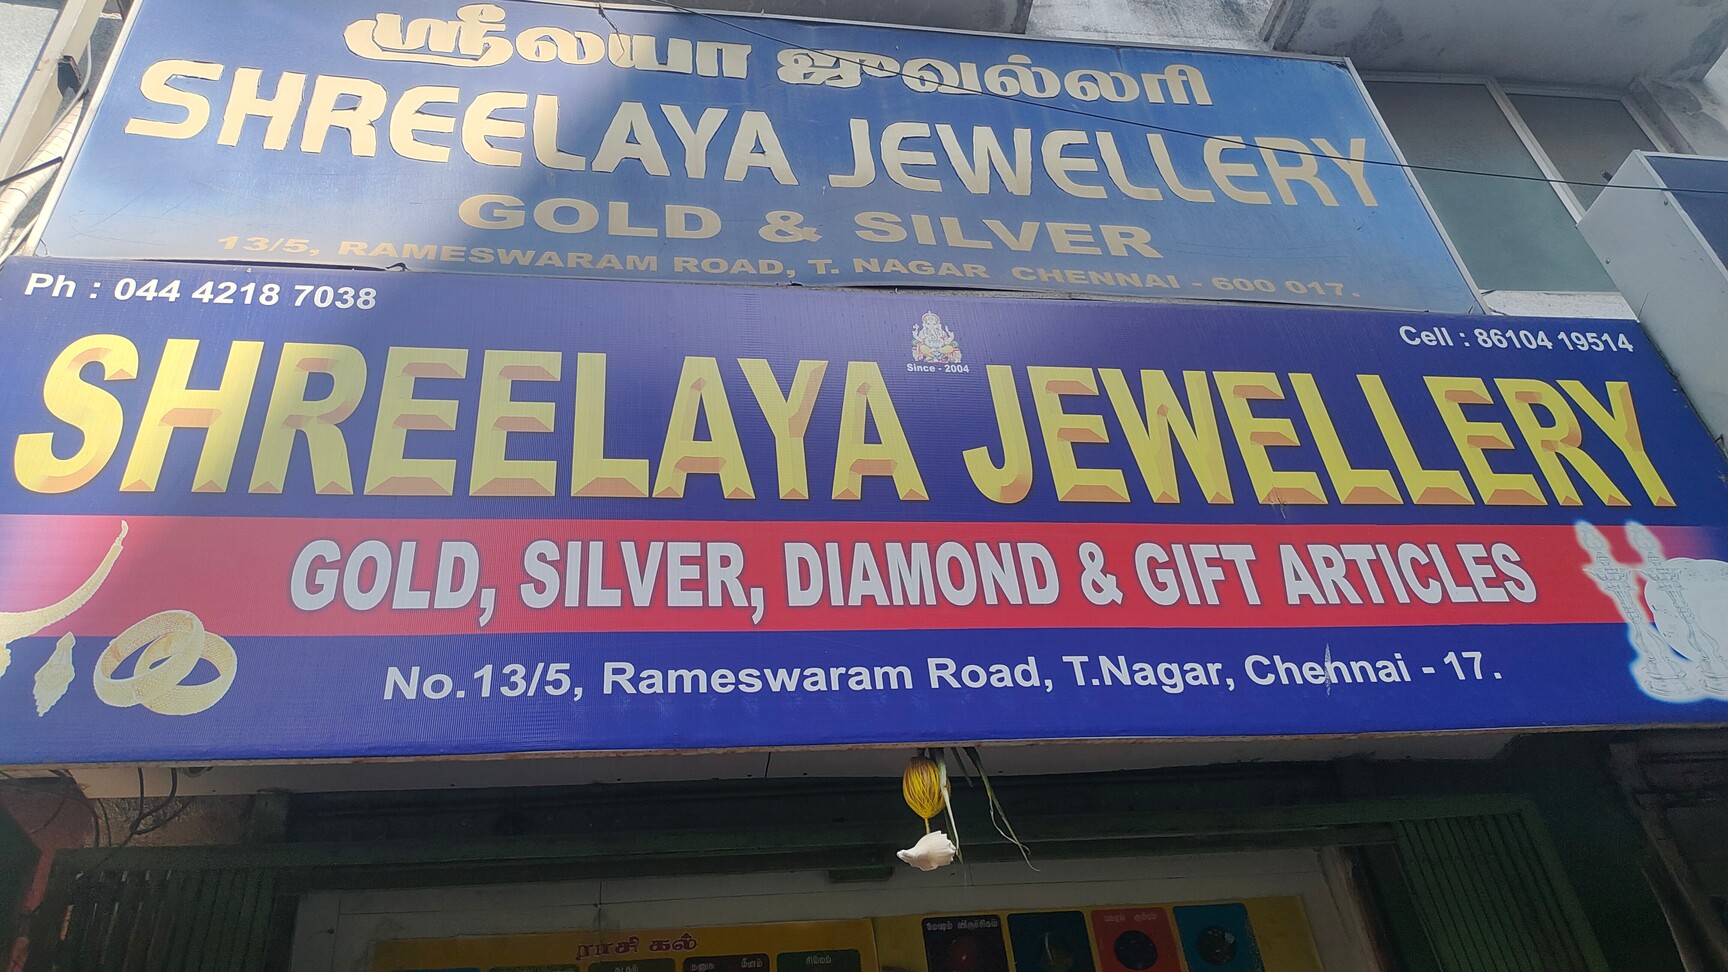 ஸ்ரீலயா ஜுவல்லரி
SHREELAYA JEWELLERY
GOLD & SILVER
13/5, RAMESWARAM ROAD, T. NAGAR CHENNAI - 600 017.
Ph : 044 4218 7038
Since - 2004
Cell : 86104 19514
SHREELAYA JEWELLERY
GOLD, SILVER, DIAMOND & GIFT ARTICLES
No.13/5, Rameswaram Road, T.Nagar, Chennai - 17.
ராசி கல்